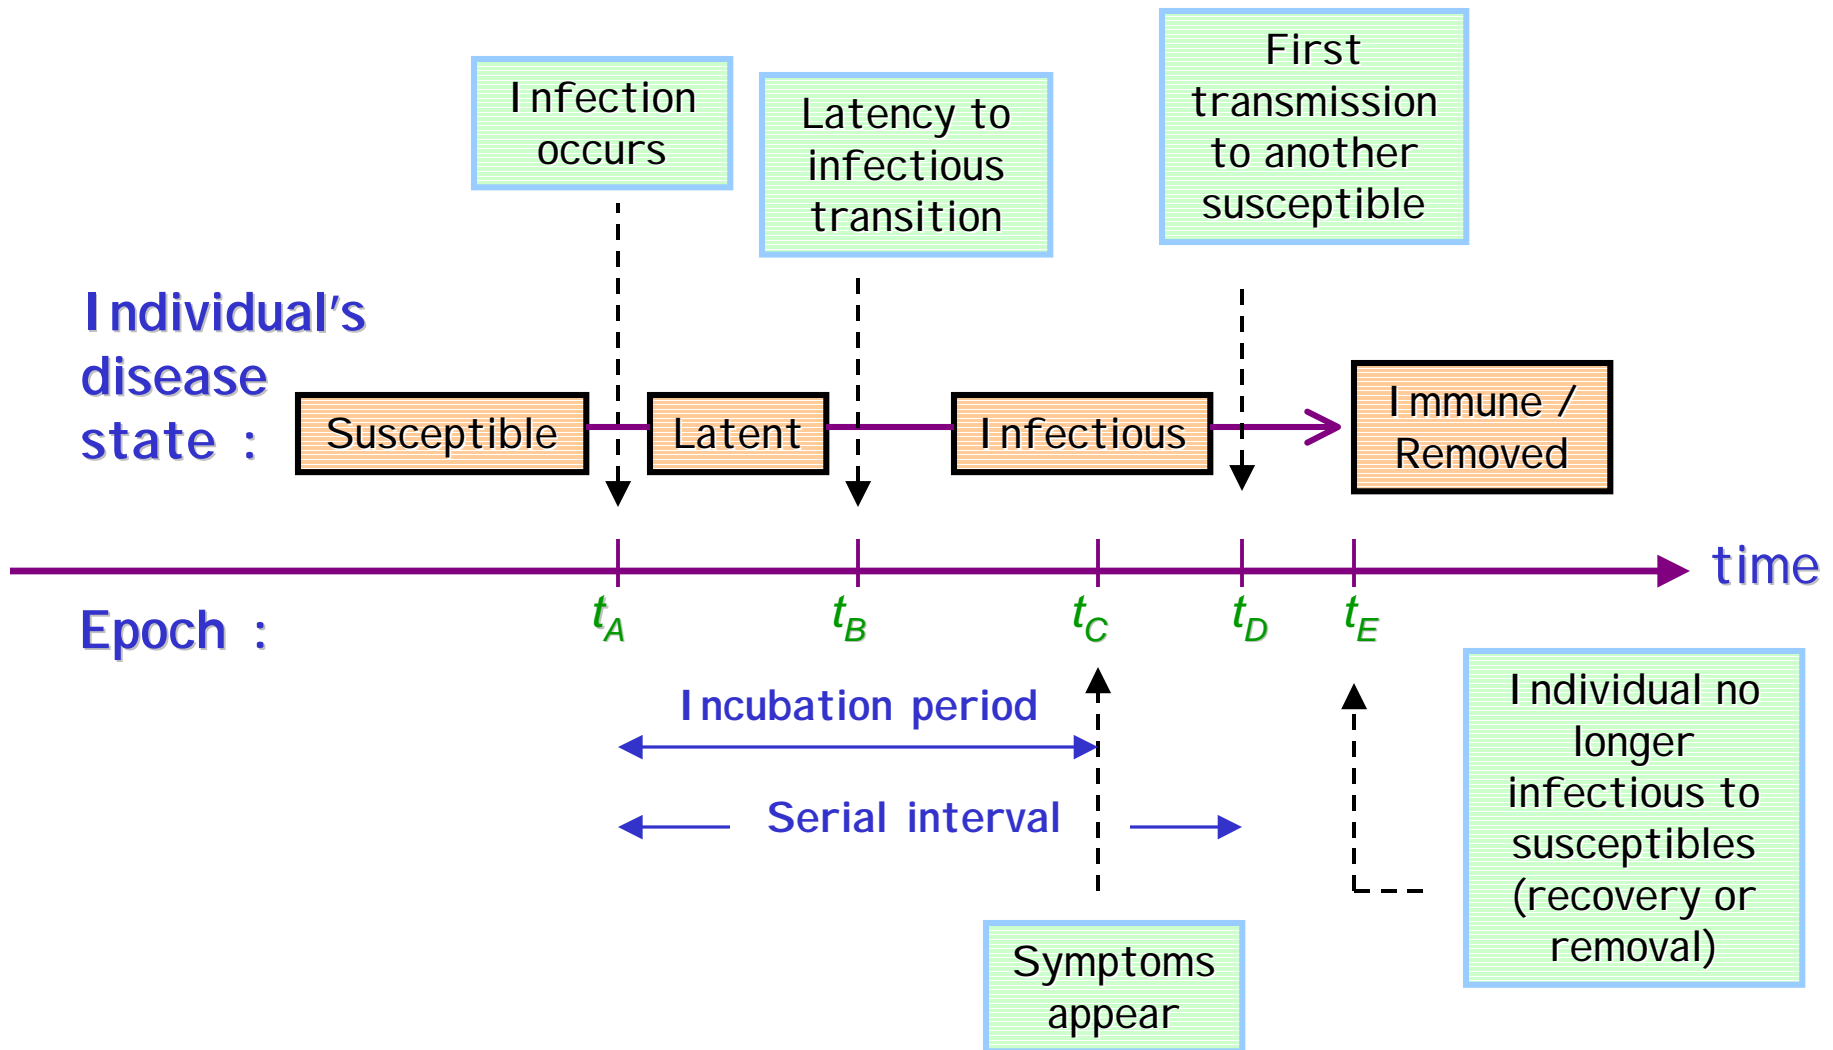 Infection
occurs
Latency to
infectious
transition
First
transmission
to another
susceptible
Individual's
disease
state :
Susceptible
Latent
Infectious
Immune /
Removed
time
Epoch :
tA
tB
tC
tD
tE
Incubation period
Serial interval
Symptoms
appear
Individual no
longer
infectious to
susceptibles
(recovery or
removal)